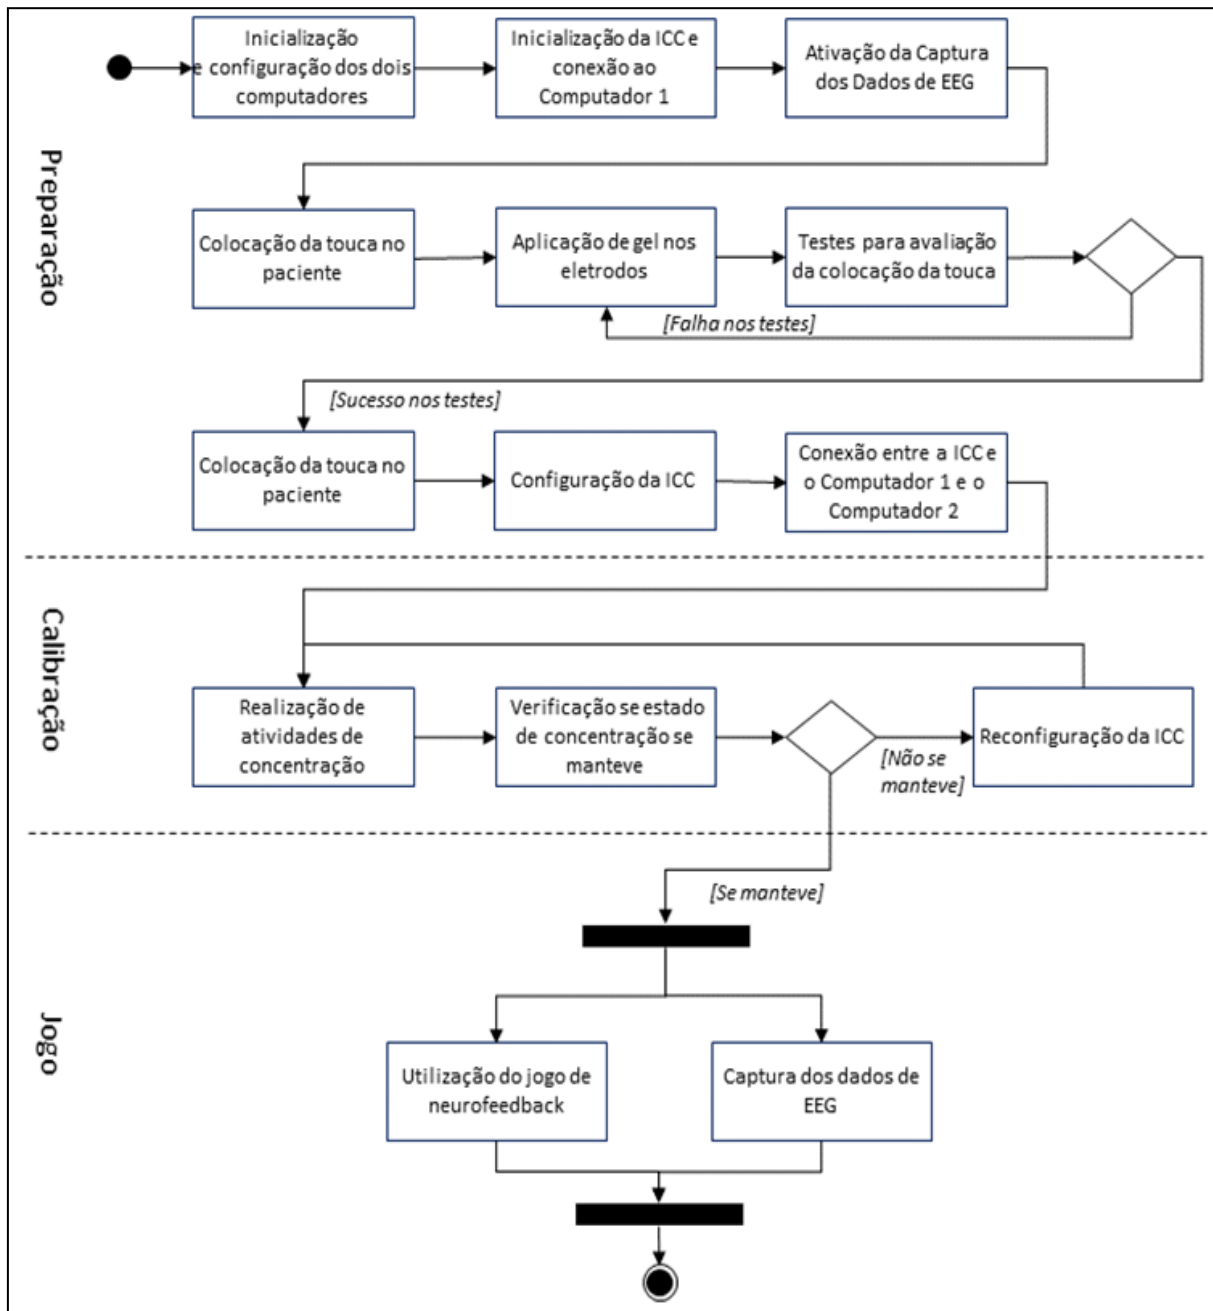 Preparação
Inicialização
e configuração dos dois
computadores
Inicialização da ICC e
conexão ao
Computador 1
Ativação da Captura
dos Dados de EEG
Colocação da touca no
paciente
Aplicação de gel nos
eletrodos
Testes para avaliação
da colocação da touca
[Falha nos testes]
[Sucesso nos testes]
Colocação da touca no
paciente
Configuração da ICC
Conexão entre a ICC e
o Computador 1 e o
Computador 2
Calibração
Realização de
atividades de
concentração
Verificação se estado
de concentração se
manteve
[Não se
manteve]
Reconfiguração da ICC
Jogo
[Se manteve]
Utilização do jogo de
neurofeedback
Captura dos dados de
EEG